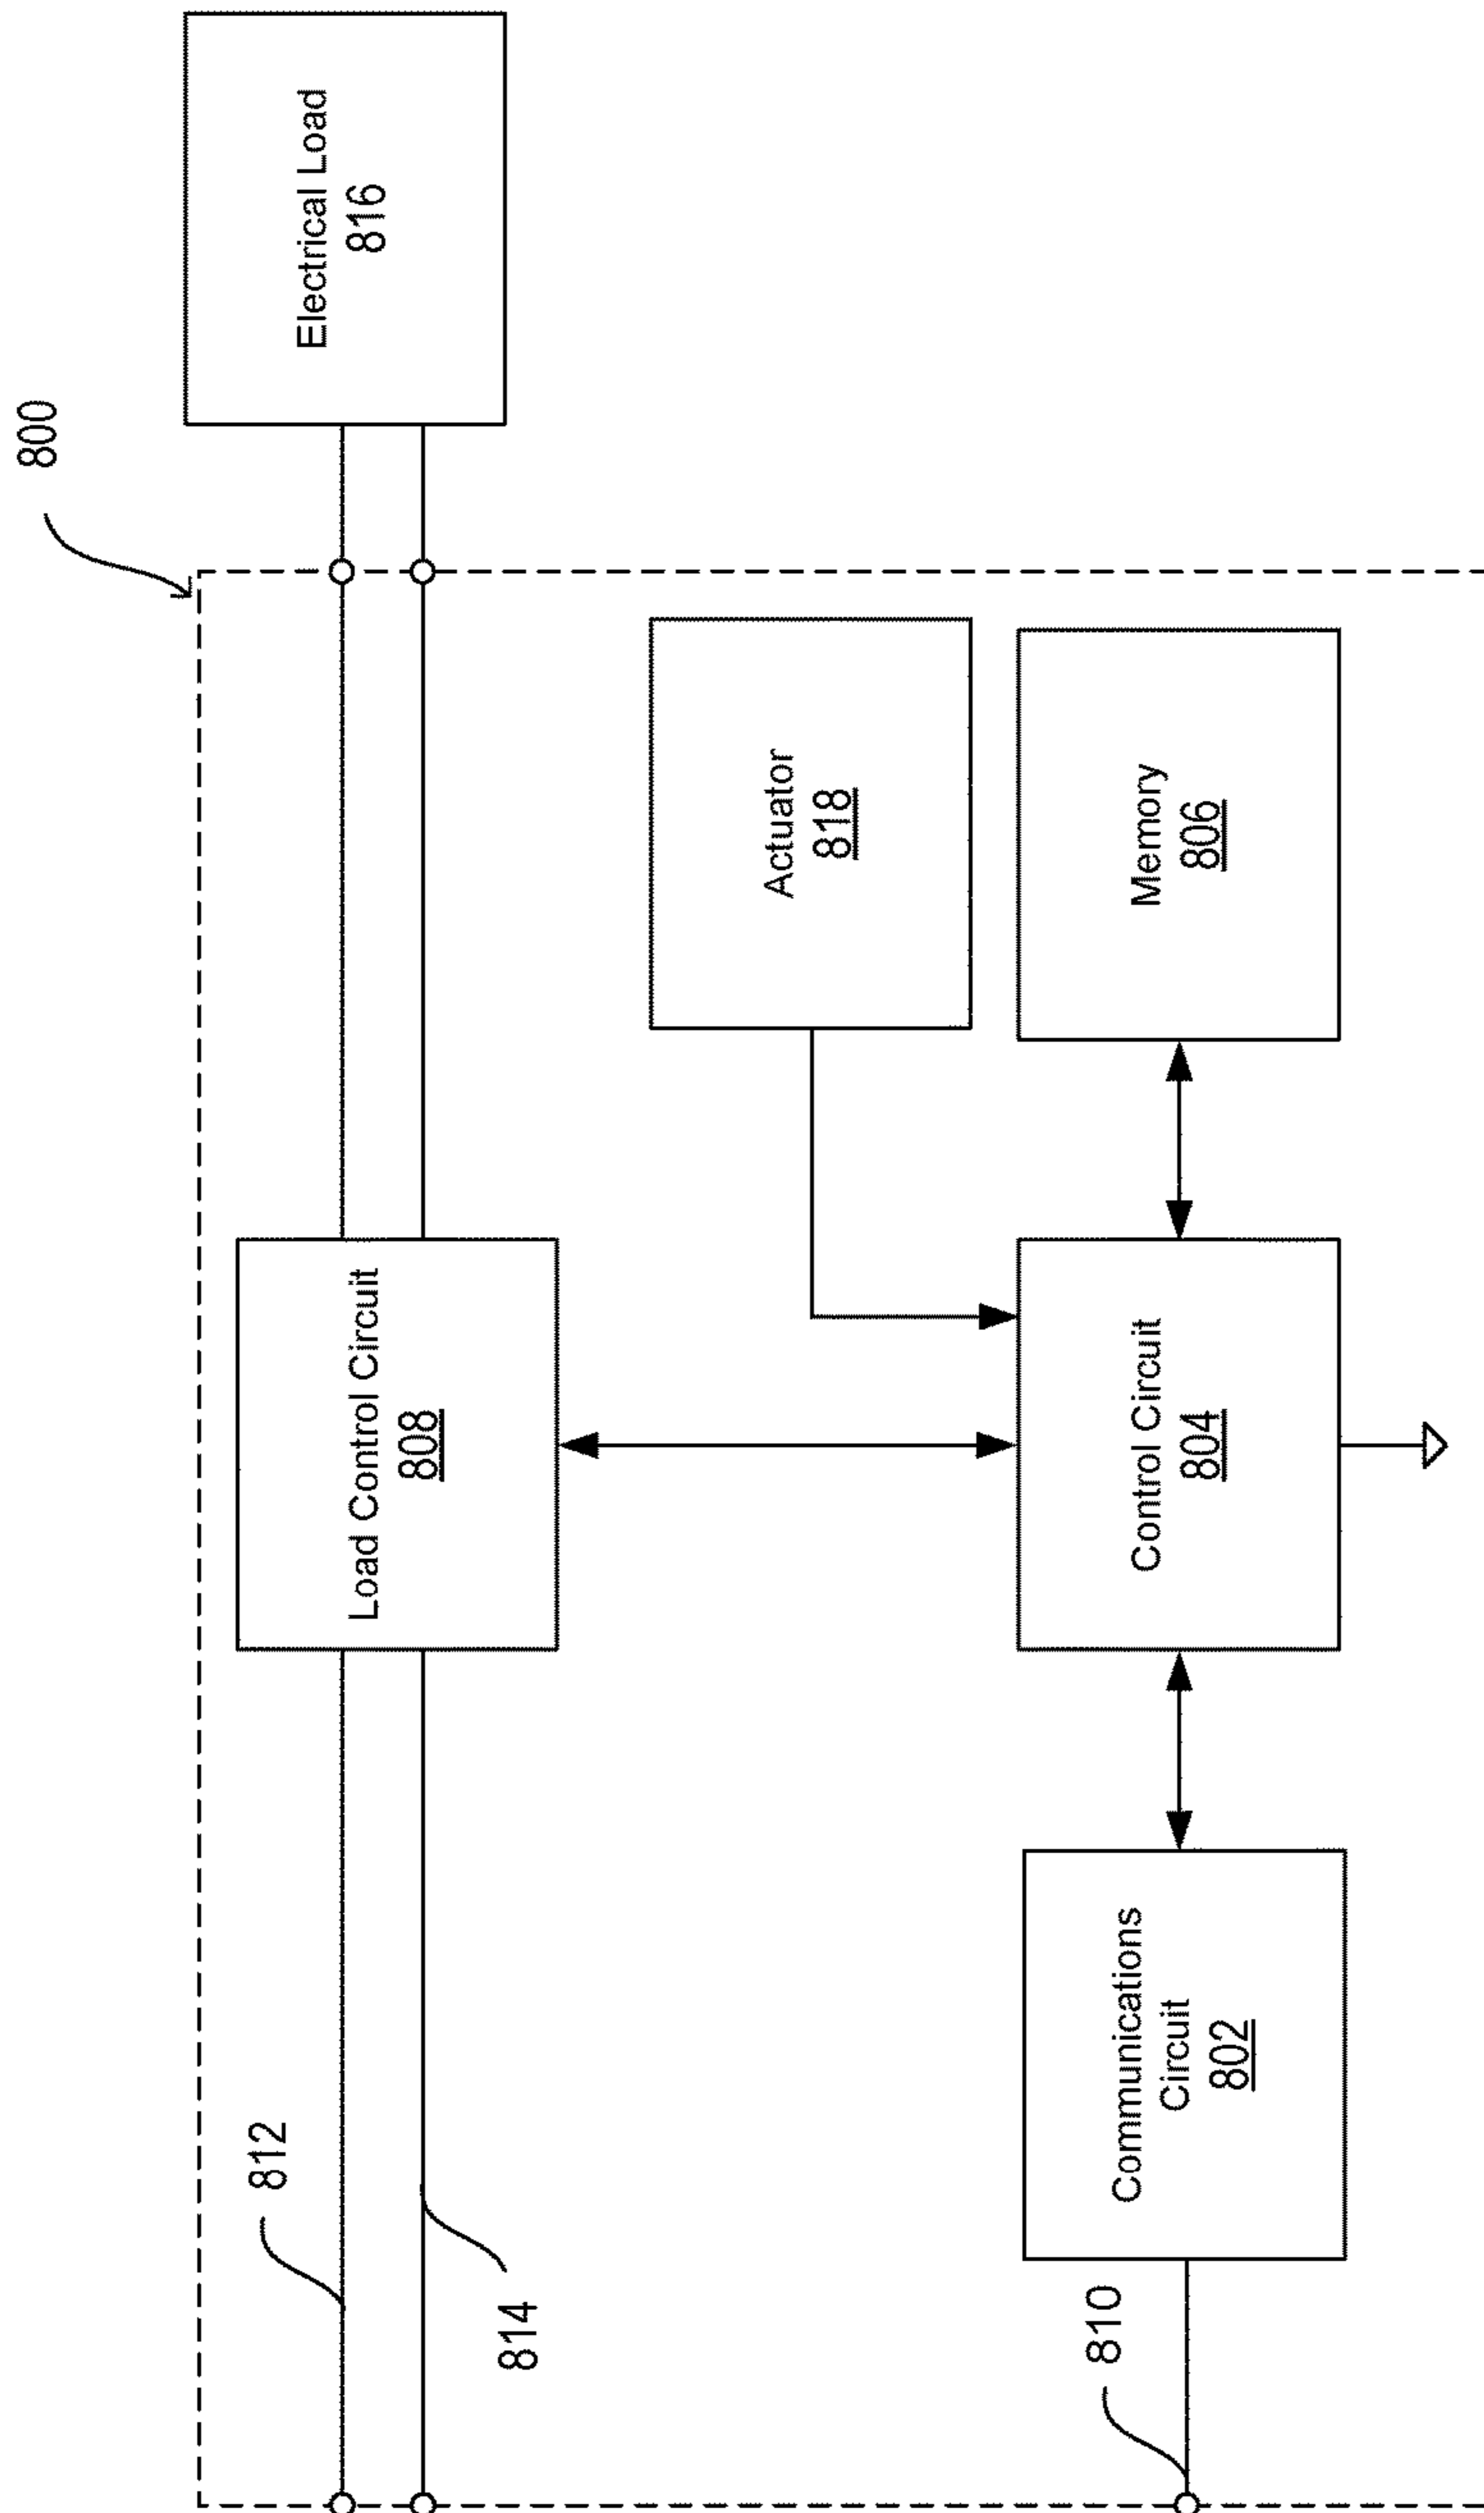 800
812
814
Load Control Circuit
808
Electrical Load
816
Actuator
818
810
Communications
Circuit
802
Control Circuit
804
Memory
806